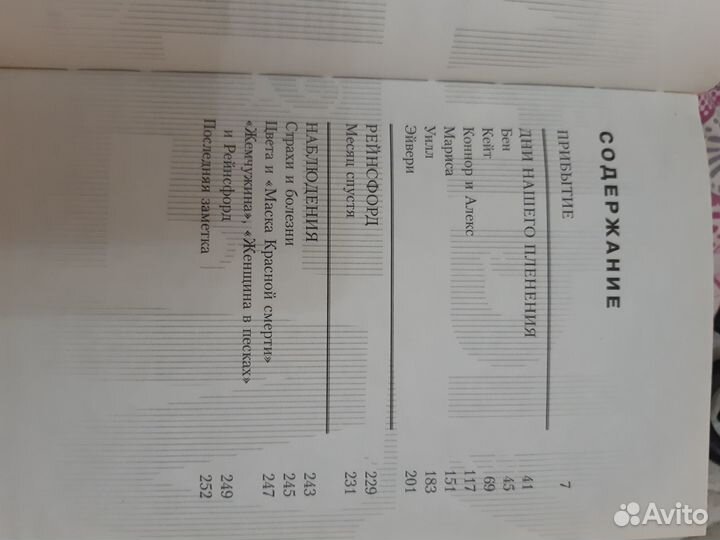 СОДЕРЖАНИЕ
ПРИБЫТИЕ 7
ДНИ НАШЕГО ПЛЕНЕНИЯ 41
Бен 45
Кейт 69
Коннор и Алекс 117
Мариса 151
Уилл 183
Эйвери 201
РЕЙНСФОРД 229
Месяц спустя 231
НАБЛЮДЕНИЯ 243
Страхи и болезни 245
Цвета и «Маска Красной смерти» 247
«Жемчужина», «Женщина в песках»
и Рейнсфорд 249
Последняя заметка 252
Avito